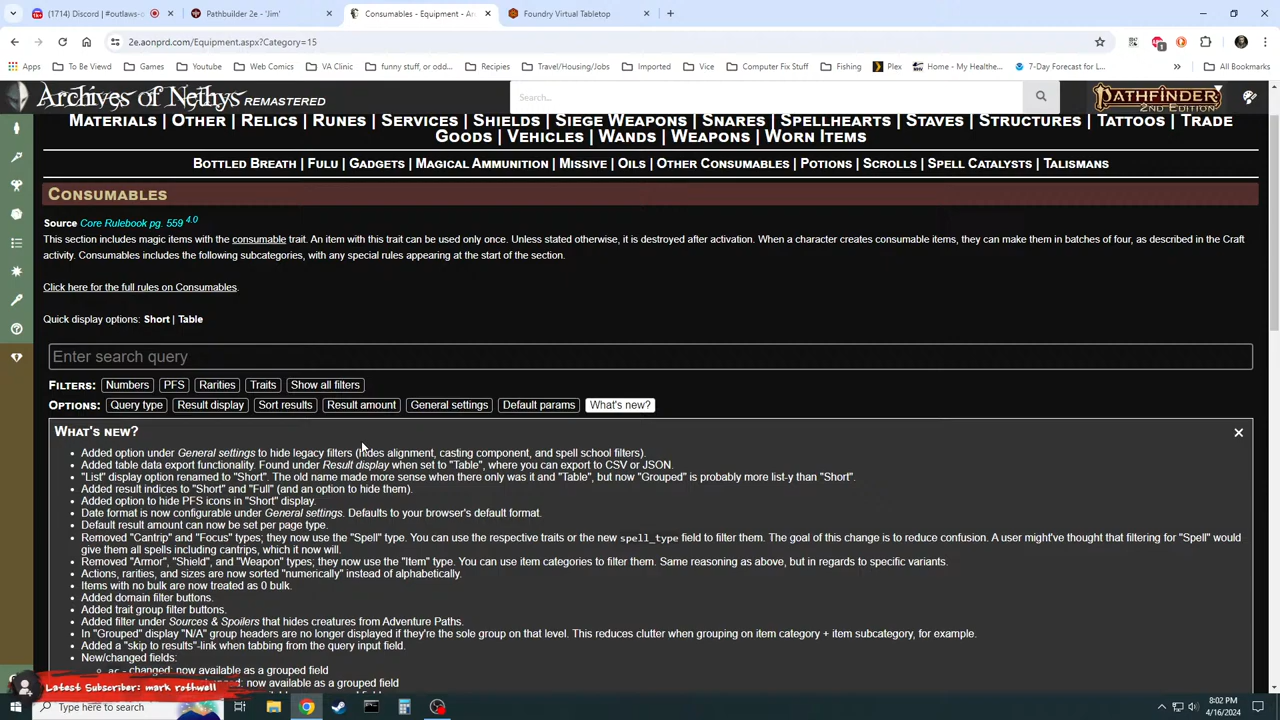 (1714) Discord | #outlaws-o
Pathbuilder 2e - 'Jim'
Consumables - Equipment - Ar
Foundry Virtual Tabletop
2e.aonprd.com/Equipment.aspx?Category=15
Apps
To Be Viewd
Games
Youtube
Web Comics
VA Clinic
funny stuff, or odd...
Recipies
Travel/Housing/Jobs
Imported
Vice
Computer Fix Stuff
Fishing
Plex
Home - My Healthe...
7-Day Forecast for L...
All Bookmarks
Archives of Nethys REMASTERED
Search...
PATHFINDER 2ND EDITION
MATERIALS | OTHER | RELICS | RUNES | SERVICES | SHIELDS | SIEGE WEAPONS | SNARES | SPELLHEARTS | STAVES | STRUCTURES | TATTOOS | TRADE
GOODS | VEHICLES | WANDS | WEAPONS | WORN ITEMS
BOTTLED BREATH | FULU | GADGETS | MAGICAL AMMUNITION | MISSIVE | OILS | OTHER CONSUMABLES | POTIONS | SCROLLS | SPELL CATALYSTS | TALISMANS
CONSUMABLES
Source Core Rulebook pg. 559 4.0
This section includes magic items with the consumable trait. An item with this trait can be used only once. Unless stated otherwise, it is destroyed after activation. When a character creates consumable items, they can make them in batches of four, as described in the Craft
activity. Consumables includes the following subcategories, with any special rules appearing at the start of the section.
Click here for the full rules on Consumables.
Quick display options: Short | Table
Enter search query
FILTERS: Numbers PFS Rarities Traits Show all filters
OPTIONS: Query type Result display Sort results Result amount General settings Default params What's new?
WHAT'S NEW?
• Added option under General settings to hide legacy filters (hides alignment, casting component, and spell school filters).
• Added table data export functionality. Found under Result display when set to "Table", where you can export to CSV or JSON.
• "List" display option renamed to "Short". The old name made more sense when there only was it and "Table", but now "Grouped" is probably more list-y than "Short".
• Added result indices to "Short" and "Full" (and an option to hide them).
• Added option to hide PFS icons in "Short" display.
• Date format is now configurable under General settings. Defaults to your browser's default format.
• Default result amount can now be set per page type.
• Removed "Cantrip" and "Focus" types; they now use the "Spell" type. You can use the respective traits or the new spell_type field to filter them. The goal of this change is to reduce confusion. A user might've thought that filtering for "Spell" would
give them all spells including cantrips, which it now will.
• Removed "Armor", "Shield", and "Weapon" types; they now use the "Item" type. You can use item categories to filter them. Same reasoning as above, but in regards to specific variants.
• Actions, rarities, and sizes are now sorted "numerically" instead of alphabetically.
• Items with no bulk are now treated as 0 bulk.
• Added domain filter buttons.
• Added trait group filter buttons.
• Added filter under Sources & Spoilers that hides creatures from Adventure Paths.
• In "Grouped" display "N/A" group headers are no longer displayed if they're the sole group on that level. This reduces clutter when grouping on item category + item subcategory, for example.
• Added a "skip to results"-link when tabbing from the query input field.
• New/changed fields:
ac - changed: now available as a grouped field
ged: now available as a grouped field
Latest Subscriber: mark rothwell
Type here to search
8:02 PM
4/16/2024